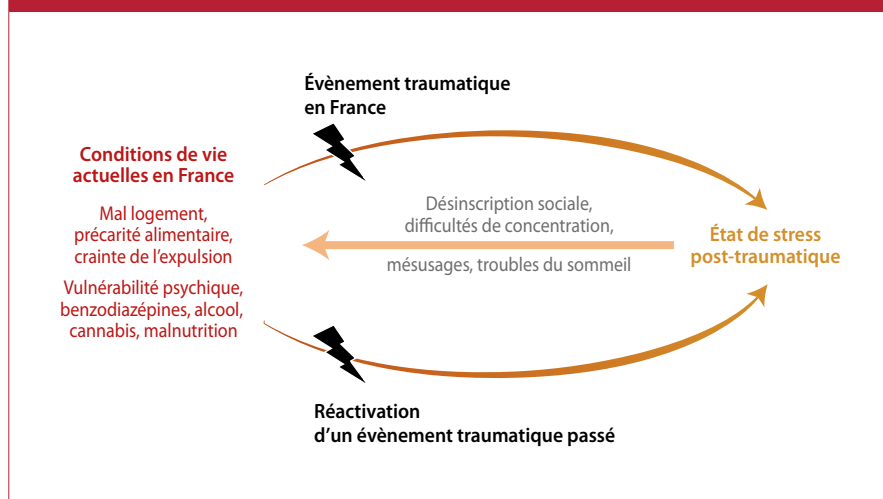 Évènement traumatique
en France
Conditions de vie
actuelles en France
Mal logement,
précarité alimentaire,
crainte de l'expulsion
Vulnérabilité psychique,
benzodiazépines, alcool,
cannabis, malnutrition
Désinscription sociale,
difficultés de concentration,
mésusages, troubles du sommeil
État de stress
post-traumatique
Réactivation
d'un évènement traumatique passé